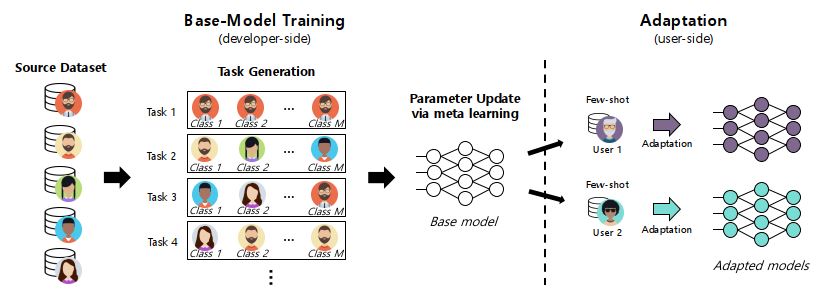 Base-Model Training
(developer-side)
Adaptation
(user-side)
Source Dataset
Task Generation
Task 1
Class 1 Class 2 ··· Class M
Task 2
Class 1 Class 2 ··· Class M
Task 3
Class 1 Class 2 ··· Class M
Task 4
Class 1 Class 2 ··· Class M
Parameter Update
via meta learning
Base model
Few-shot
User 1
Adaptation
Few-shot
User 2
Adaptation
Adapted models